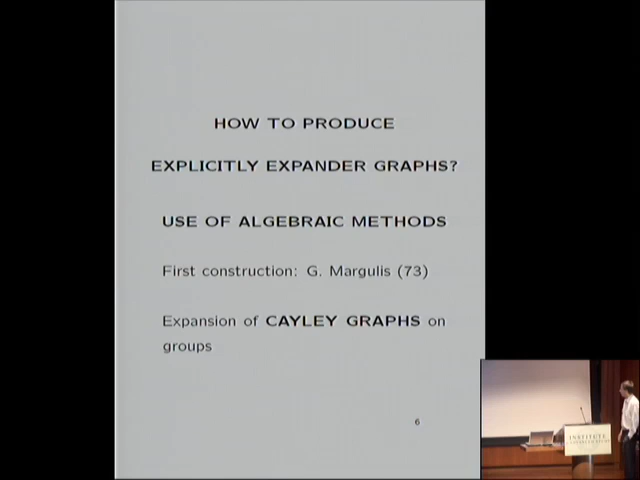 HOW TO PRODUCE
EXPLICITLY EXPANDER GRAPHS?
USE OF ALGEBRAIC METHODS
First construction: G. Margulis (73)
Expansion of CAYLEY GRAPHS on
groups
6
INSTITUTE